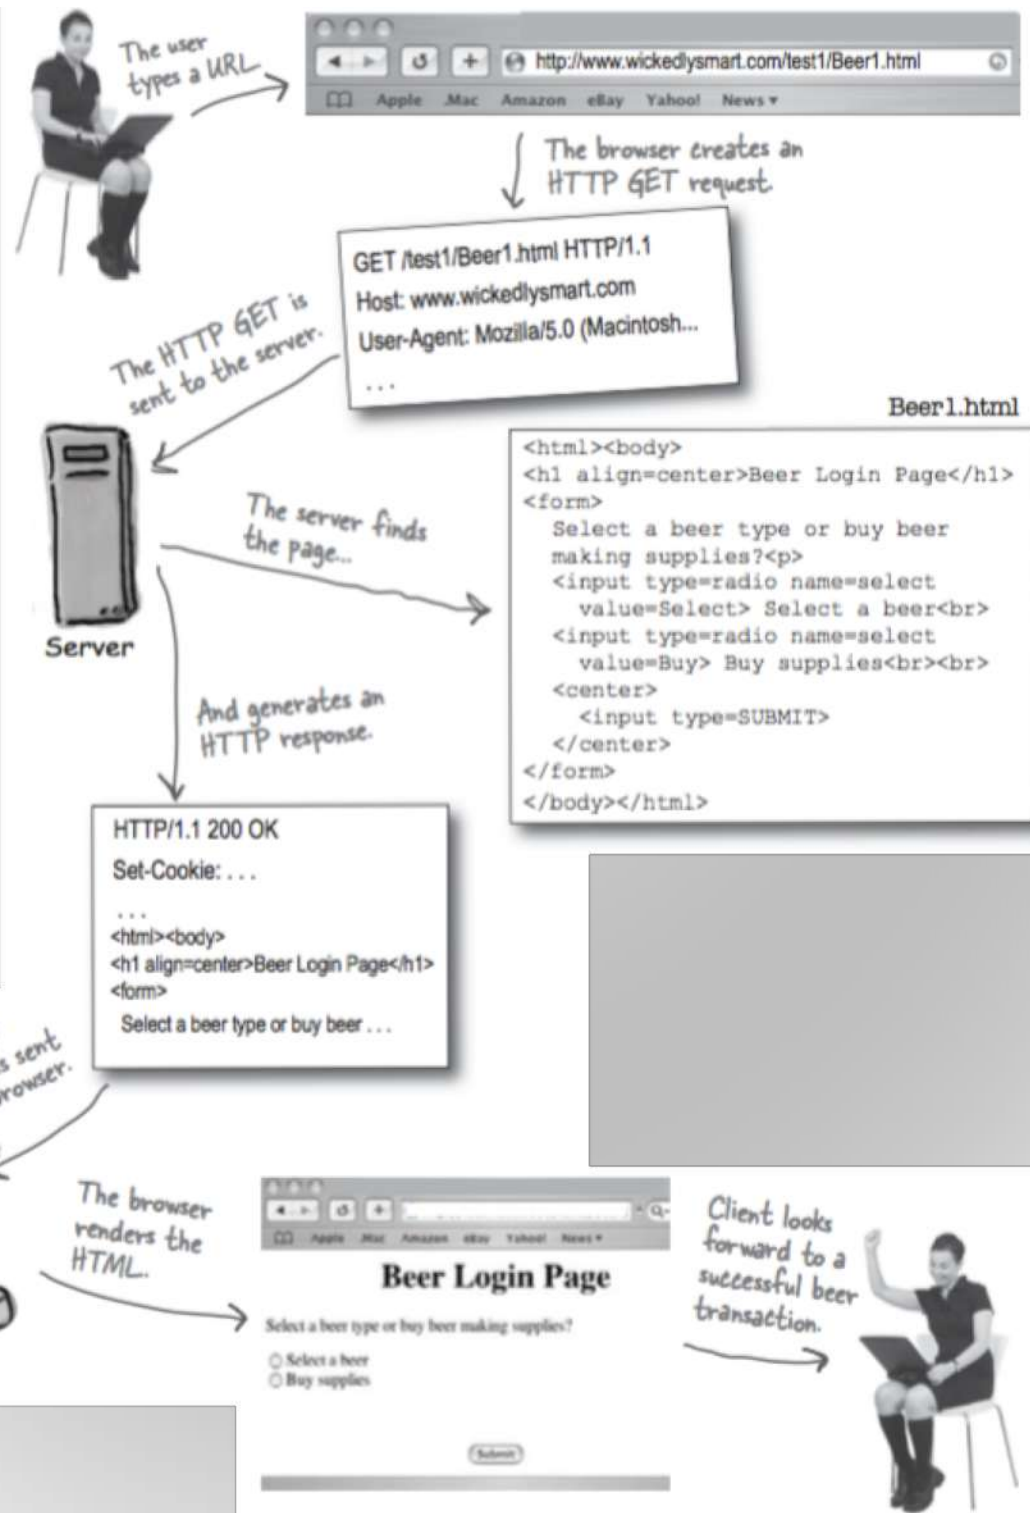 The user
types a URL
http://www.wickedlysmart.com/test1/Beer1.html
Apple .Mac Amazon eBay Yahoo! News ▾
The browser creates an
HTTP GET request.
GET /test1/Beer1.html HTTP/1.1
Host: www.wickedlysmart.com
User-Agent: Mozilla/5.0 (Macintosh...
. . .
The HTTP GET is
sent to the server.
Server
The server finds
the page...
Beer1.html
<html><body>
<h1 align=center>Beer Login Page</h1>
<form>
Select a beer type or buy beer
making supplies?<p>
<input type=radio name=select
value=Select> Select a beer<br>
<input type=radio name=select
value=Buy> Buy supplies<br><br>
<center>
<input type=SUBMIT>
</center>
</form>
</body></html>
And generates an
HTTP response.
HTTP/1.1 200 OK
Set-Cookie: . . .
. . .
<html><body>
<h1 align=center>Beer Login Page</h1>
<form>
Select a beer type or buy beer . . .
sent
The browser
renders the
HTML.
Apple .Mac Amazon eBay Yahoo! News ▾
Beer Login Page
Select a beer type or buy beer making supplies?
Select a beer
Buy supplies
Submit
Client looks
forward to a
successful beer
transaction.